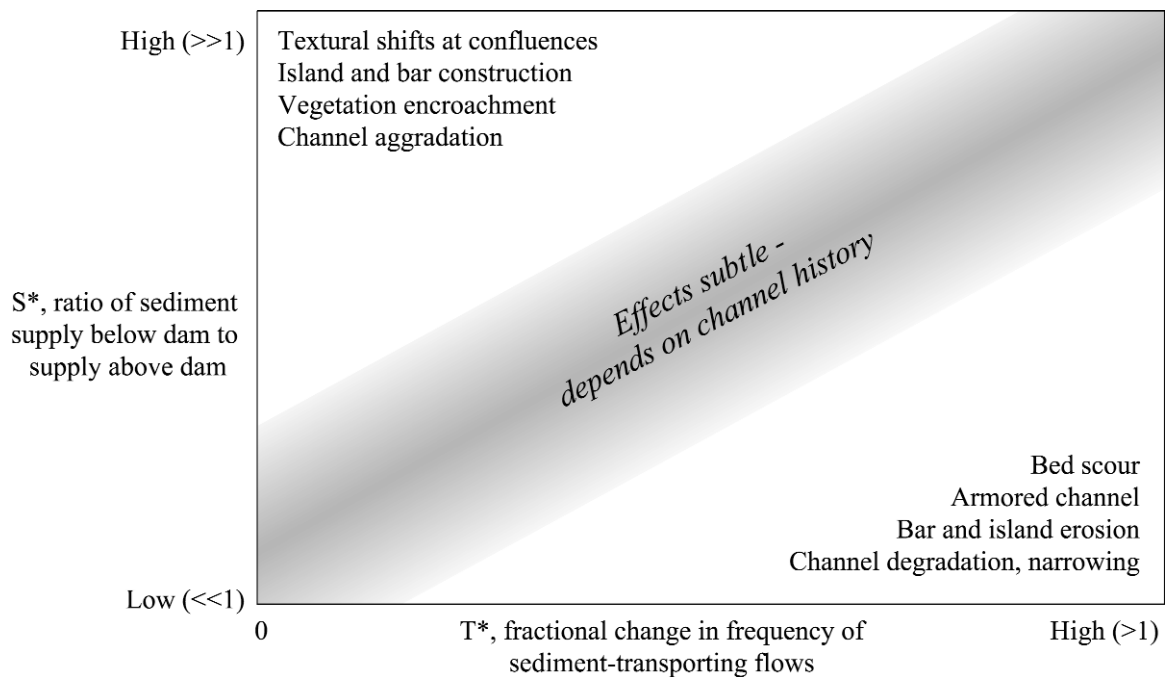 High (>>1)
Textural shifts at confluences
Island and bar construction
Vegetation encroachment
Channel aggradation
S*, ratio of sediment
supply below dam to
supply above dam
Effects subtle -
depends on channel history
Bed scour
Armored channel
Bar and island erosion
Channel degradation, narrowing
Low (<<1)
0
T*, fractional change in frequency of
sediment-transporting flows
High (>1)